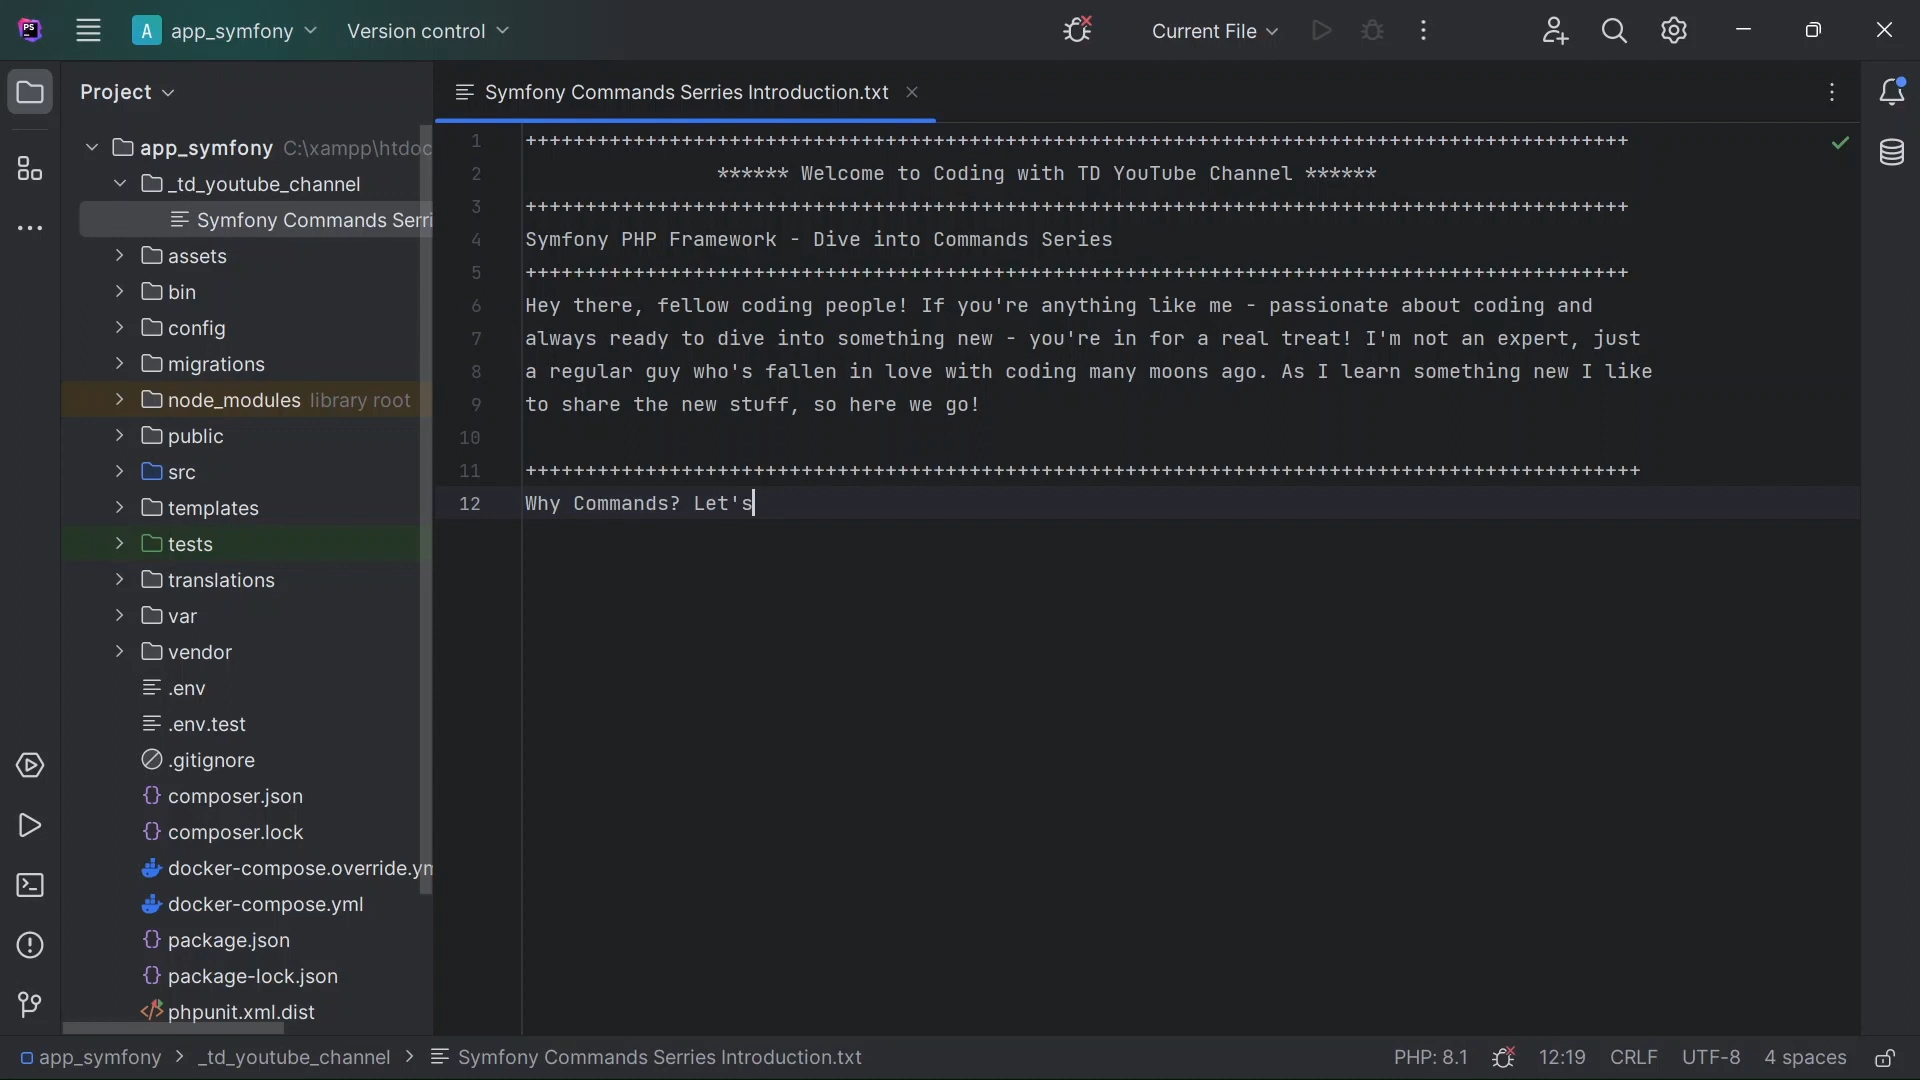 PS
A app_symfony
Version control
Current File
Project
Symfony Commands Serries Introduction.txt
app_symfony C:\xampp\htdoc
_td_youtube_channel
Symfony Commands Serri
assets
bin
config
migrations
node_modules library root
public
src
templates
tests
translations
var
vendor
.env
.env.test
.gitignore
composer.json
composer.lock
docker-compose.override.ym
docker-compose.yml
package.json
package-lock.json
phpunit.xml.dist
1 ++++++++++++++++++++++++++++++++++++++++++++++++++++++++++++++++++++++++++++++++++++++++++++
2 ****** Welcome to Coding with TD YouTube Channel ******
3 ++++++++++++++++++++++++++++++++++++++++++++++++++++++++++++++++++++++++++++++++++++++++++++
4 Symfony PHP Framework - Dive into Commands Series
5 ++++++++++++++++++++++++++++++++++++++++++++++++++++++++++++++++++++++++++++++++++++++++++++
6 Hey there, fellow coding people! If you're anything like me - passionate about coding and
7 always ready to dive into something new - you're in for a real treat! I'm not an expert, just
8 a regular guy who's fallen in love with coding many moons ago. As I learn something new I like
9 to share the new stuff, so here we go!
10
11 +++++++++++++++++++++++++++++++++++++++++++++++++++++++++++++++++++++++++++++++++++++++++++++
12 Why Commands? Let's
app_symfony > _td_youtube_channel > Symfony Commands Serries Introduction.txt
PHP: 8.1
12:19
CRLF
UTF-8
4 spaces